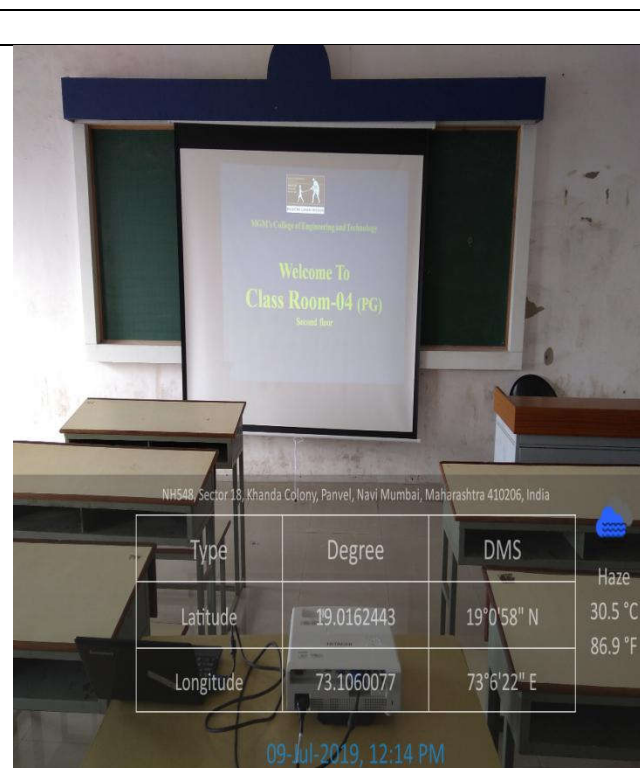 MGM's College of Engineering and Technology
Welcome To
Class Room-04 (PG)
Second floor
NH548, Sector 18, Khanda Colony, Panvel, Navi Mumbai, Maharashtra 410206, India
Type Degree DMS
Latitude 19.0162443 19°0'58" N
Longitude 73.1060077 73°6'22" E
Haze
30.5 °C
86.9 °F
HITACHI
09-Jul-2019, 12:14 PM